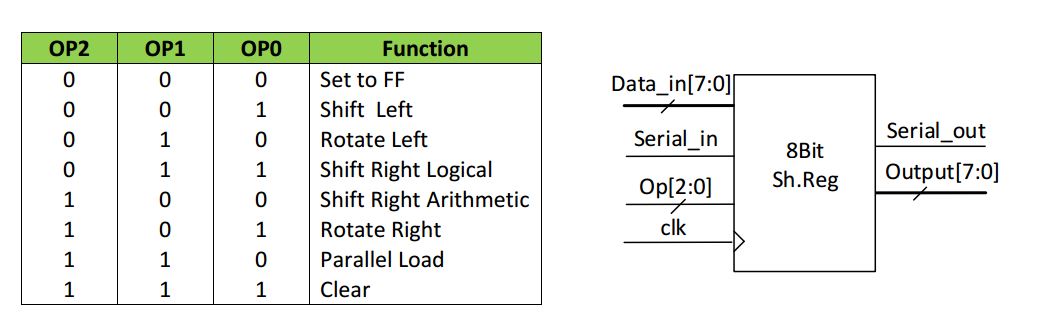 OP2 OP1 OP0 Function
0 0 0 Set to FF
0 0 1 Shift Left
0 1 0 Rotate Left
0 1 1 Shift Right Logical
1 0 0 Shift Right Arithmetic
1 0 1 Rotate Right
1 1 0 Parallel Load
1 1 1 Clear
Data_in[7:0]
Serial_in
Op[2:0]
clk
8Bit
Sh.Reg
Serial_out
Output[7:0]